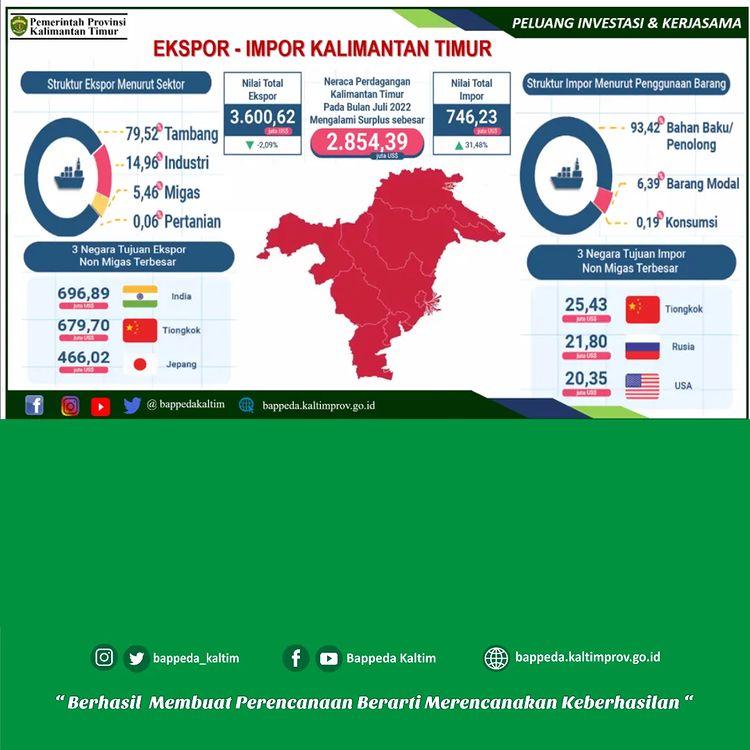 Pemerintah Provinsi
Kalimantan Timur
PELUANG INVESTASI & KERJASAMA
EKSPOR - IMPOR KALIMANTAN TIMUR
Struktur Ekspor Menurut Sektor
79,52% Tambang
14,96% Industri
5,46% Migas
0,06% Pertanian
3 Negara Tujuan Ekspor
Non Migas Terbesar
696,89
juta US$
India
679,70
juta US$
Tiongkok
466,02
juta US$
Jepang
Nilai Total
Ekspor
3.600,62
juta US$
▼ -2,09%
Neraca Perdagangan
Kalimantan Timur
Pada Bulan Juli 2022
Mengalami Surplus sebesar
2.854,39
juta US$
Nilai Total
Impor
746,23
juta US$
▲ 31,48%
Struktur Impor Menurut Penggunaan Barang
93,42% Bahan Baku/
Penolong
6,39% Barang Modal
0,19% Konsumsi
3 Negara Tujuan Impor
Non Migas Terbesar
25,43
juta US$
Tiongkok
21,80
juta US$
Rusia
20,35
juta US$
USA
@ bappedakaltim
bappeda.kaltimprov.go.id
bappeda_kaltim
Bappeda Kaltim
bappeda.kaltimprov.go.id
“ Berhasil Membuat Perencanaan Berarti Merencanakan Keberhasilan “